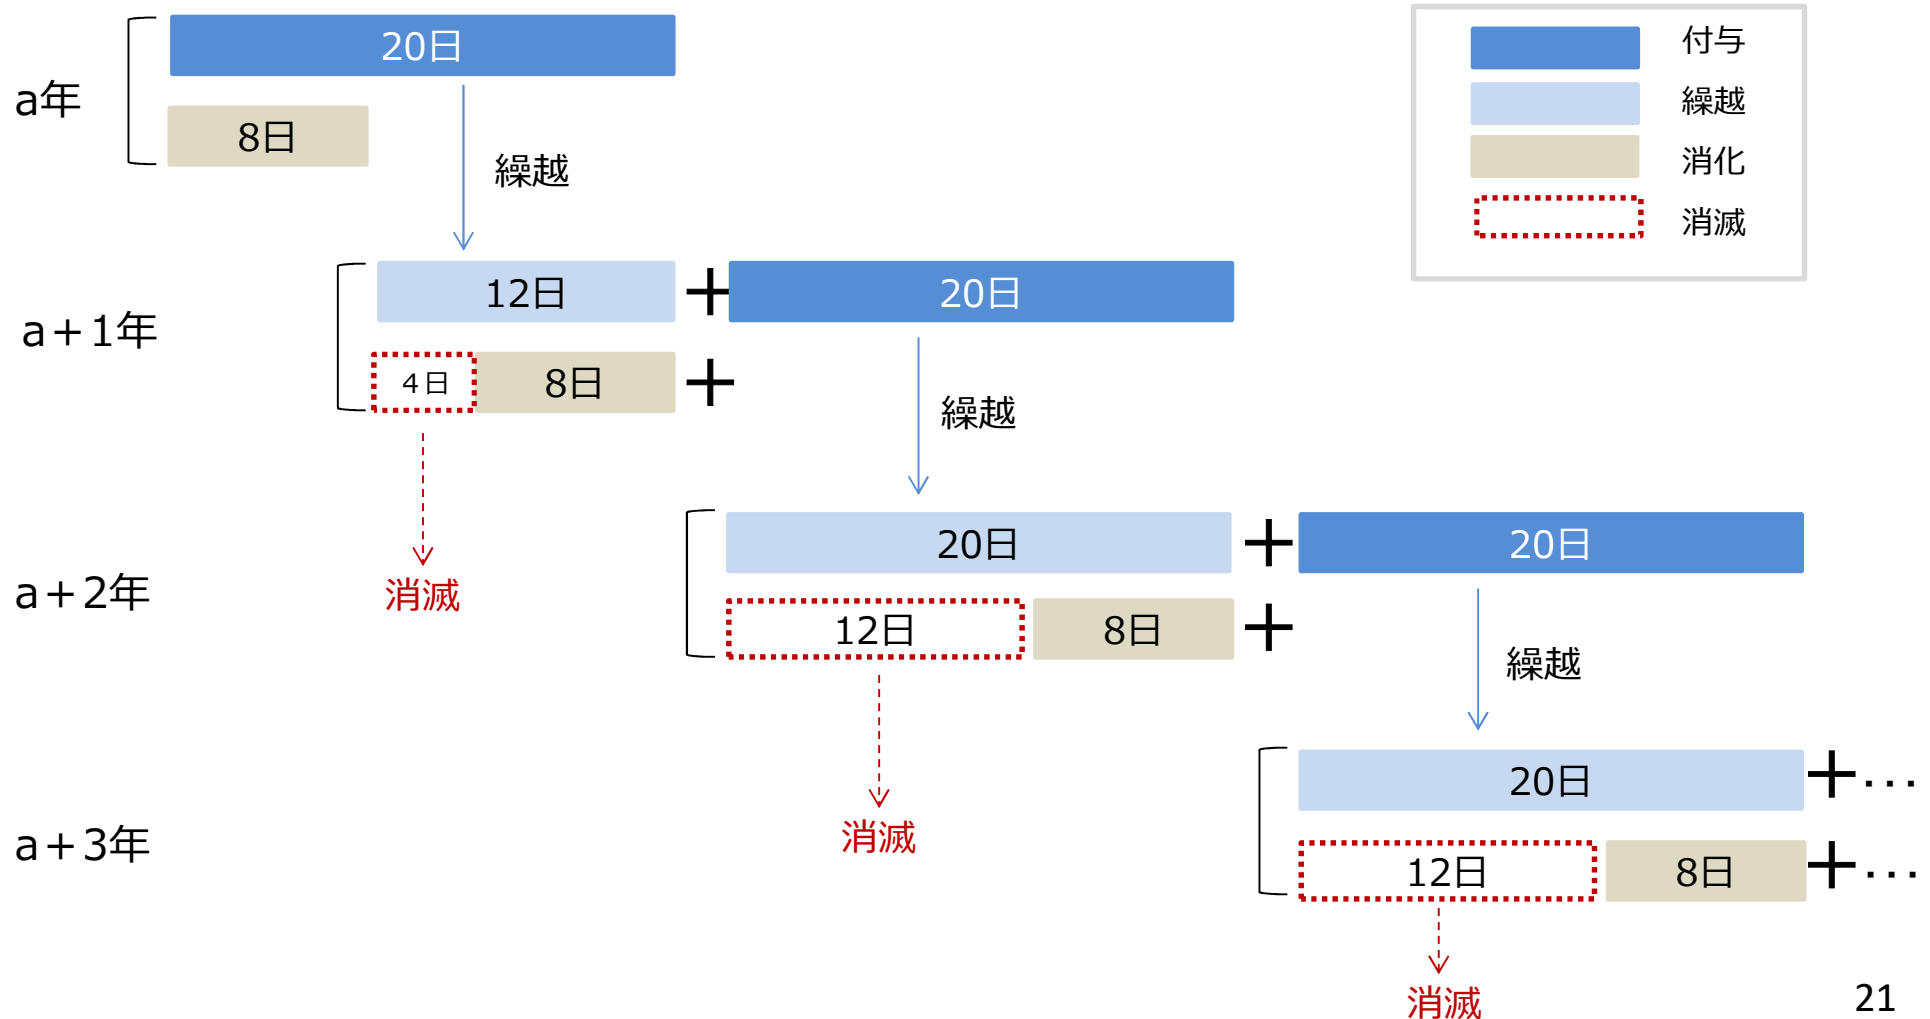 20日
a年
8日
繰越
付与
繰越
消化
消滅
12日
+
20日
a+1年
４日
8日
+
繰越
消滅
20日
+
20日
a+2年
12日
8日
+
繰越
消滅
20日
+...
a+3年
12日
8日
+...
消滅
21